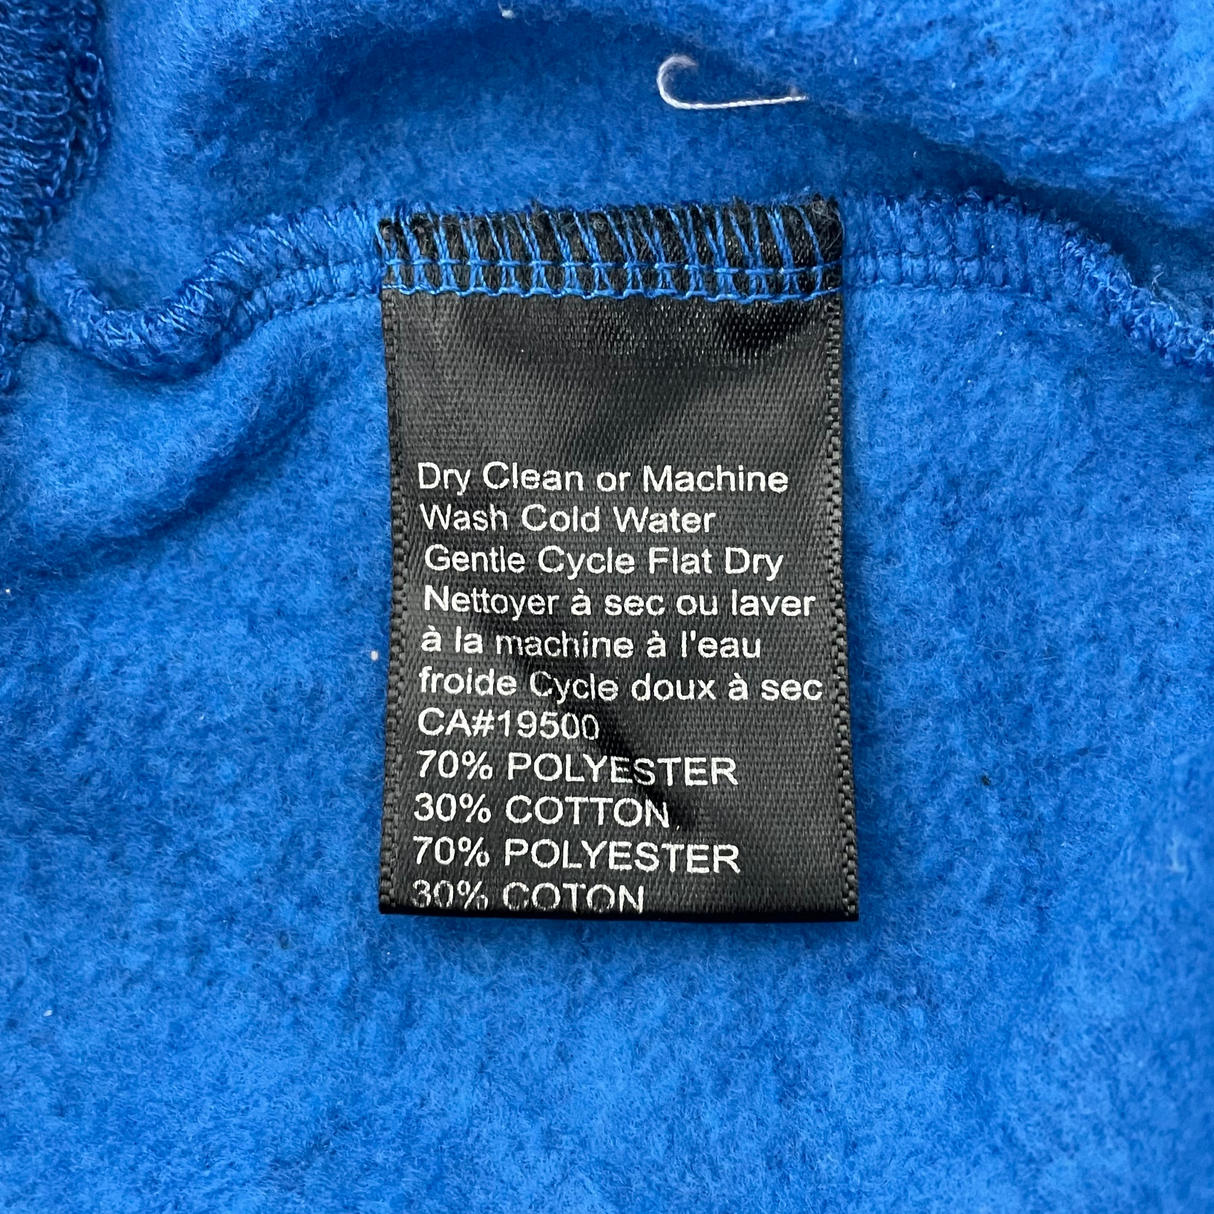 Dry Clean or Machine
Wash Cold Water
Gentle Cycle Flat Dry
Nettoyer à sec ou laver
à la machine à l'eau
froide Cycle doux à sec
CA#19500
70% POLYESTER
30% COTTON
70% POLYESTER
30% COTON